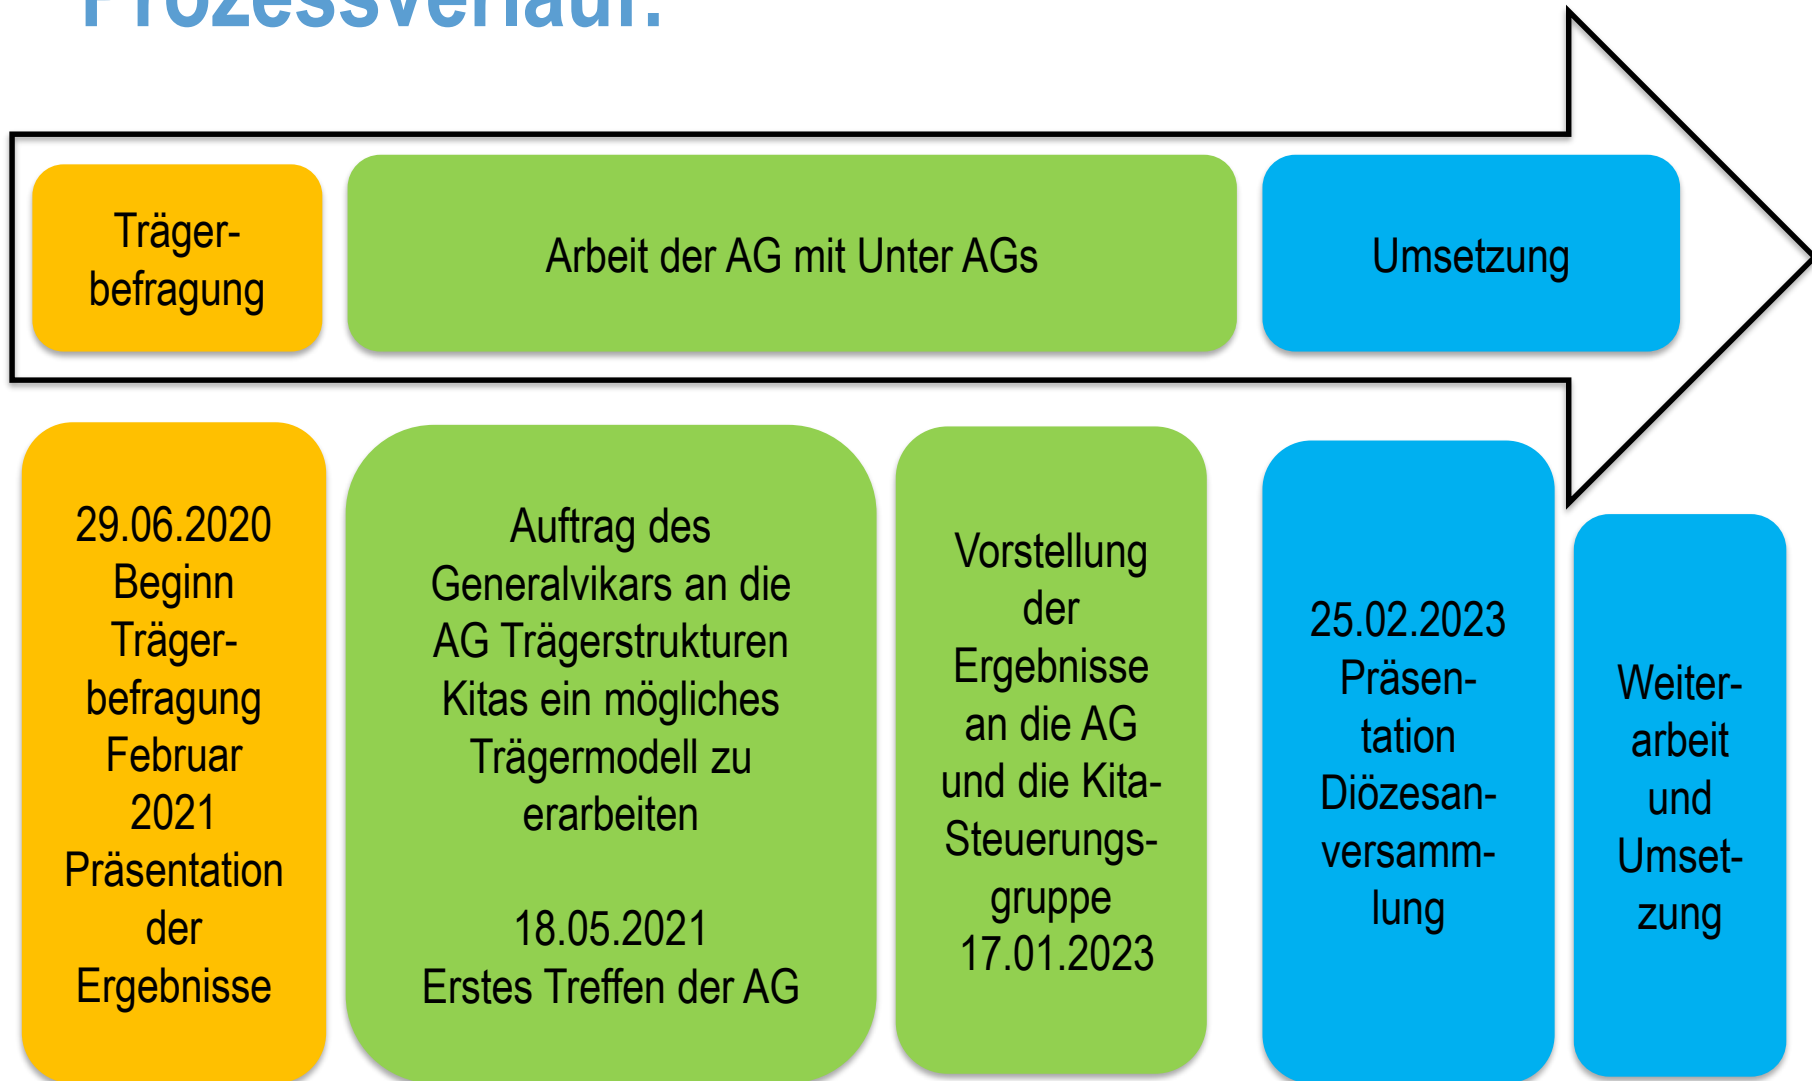 Prozessverlauf:
Träger-
befragung
Arbeit der AG mit Unter AGs
Umsetzung
29.06.2020
Beginn
Träger-
befragung
Februar
2021
Präsentation
der
Ergebnisse
Auftrag des
Generalvikars an die
AG Trägerstrukturen
Kitas ein mögliches
Trägermodell zu
erarbeiten
18.05.2021
Erstes Treffen der AG
Vorstellung
der
Ergebnisse
an die AG
und die Kita-
Steuerungs-
gruppe
17.01.2023
25.02.2023
Präsen-
tation
Diözesan-
versamm-
lung
Weiter-
arbeit
und
Umset-
zung